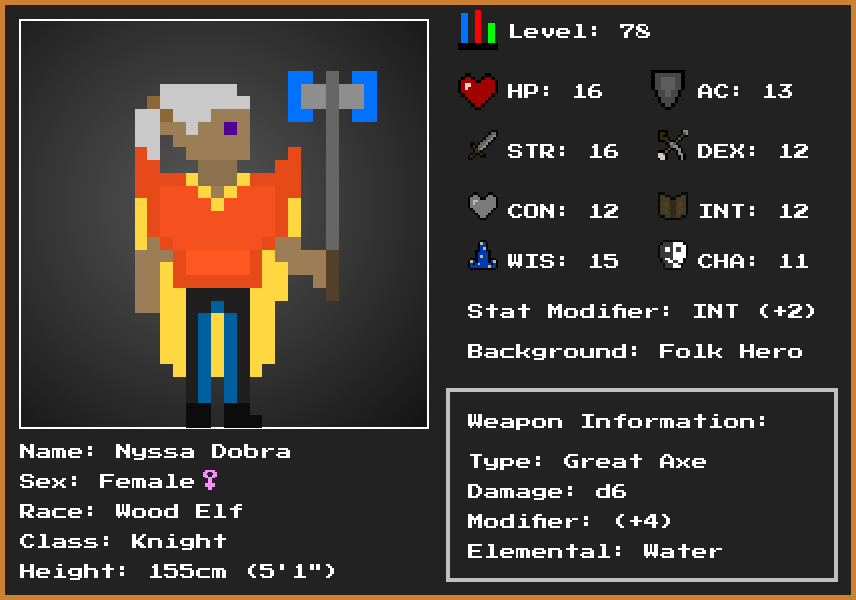 Level: 78
HP: 16 AC: 13
STR: 16 DEX: 12
CON: 12 INT: 12
WIS: 15 CHA: 11
Stat Modifier: INT (+2)
Background: Folk Hero
Weapon Information:
Type: Great Axe
Damage: d6
Modifier: (+4)
Elemental: Water
Name: Nyssa Dobra
Sex: Female♀
Race: Wood Elf
Class: Knight
Height: 155cm (5'1")